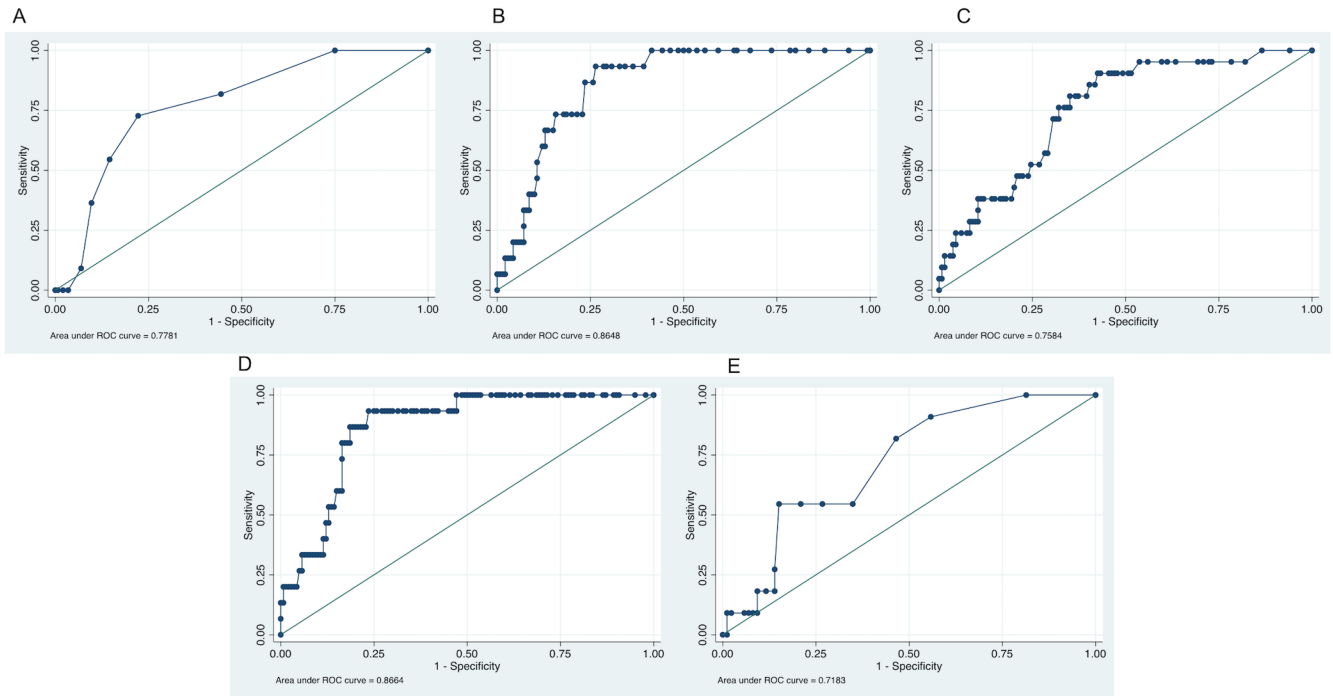 A
Sensitivity
1.00
0.75
0.50
0.25
0.00
0.00 0.25 0.50 0.75 1.00
1 - Specificity
Area under ROC curve = 0.7781
B
Sensitivity
1.00
0.75
0.50
0.25
0.00
0.00 0.25 0.50 0.75 1.00
1 - Specificity
Area under ROC curve = 0.8648
C
Sensitivity
1.00
0.75
0.50
0.25
0.00
0.00 0.25 0.50 0.75 1.00
1 - Specificity
Area under ROC curve = 0.7584
D
Sensitivity
1.00
0.75
0.50
0.25
0.00
0.00 0.25 0.50 0.75 1.00
1 - Specificity
Area under ROC curve = 0.8664
E
Sensitivity
1.00
0.75
0.50
0.25
0.00
0.00 0.25 0.50 0.75 1.00
1 - Specificity
Area under ROC curve = 0.7183